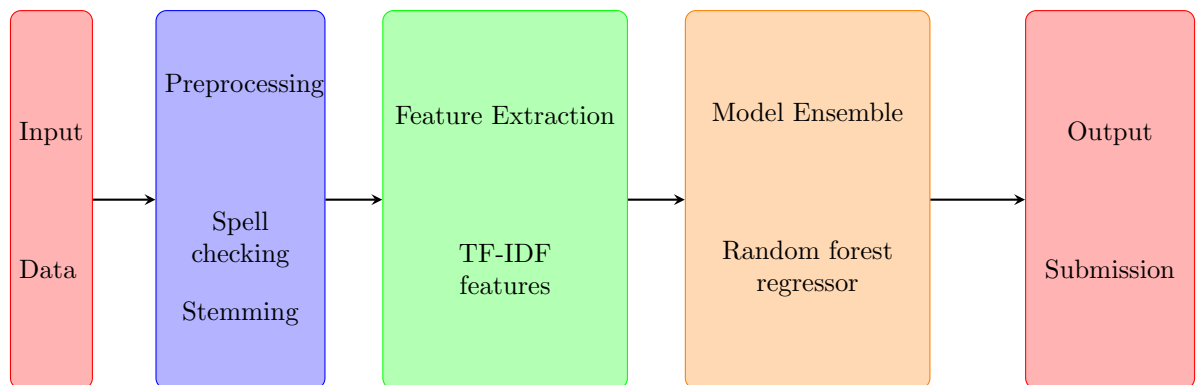 Input
Data
Preprocessing
Spell
checking
Stemming
Feature Extraction
TF-IDF
features
Model Ensemble
Random forest
regressor
Output
Submission